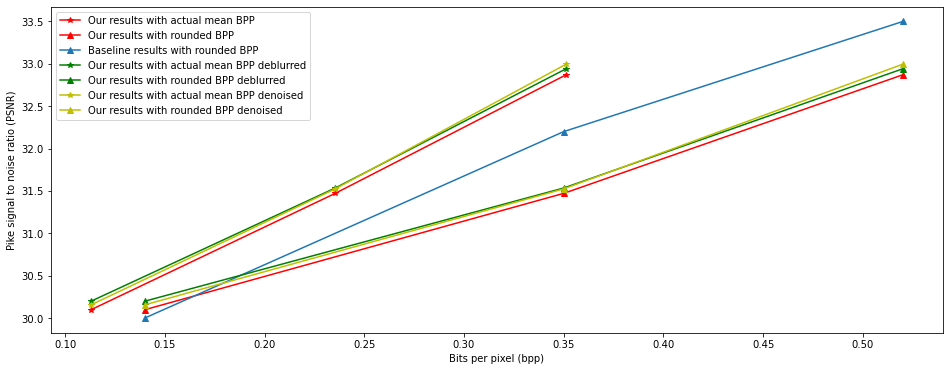 33.5
33.0
32.5
32.0
31.5
31.0
30.5
30.0
Pike signal to noise ratio (PSNR)
Our results with actual mean BPP
Our results with rounded BPP
Baseline results with rounded BPP
Our results with actual mean BPP deblurred
Our results with rounded BPP deblurred
Our results with actual mean BPP denoised
Our results with rounded BPP denoised
0.10 0.15 0.20 0.25 0.30 0.35 0.40 0.45 0.50
Bits per pixel (bpp)